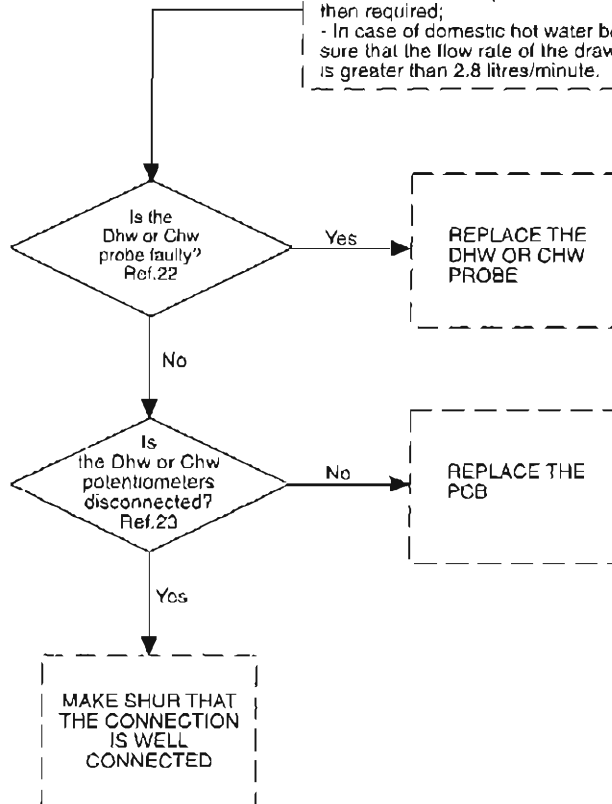 then required;
- In case of domestic hot water be
sure that the flow rate of the draw
is greater than 2.8 litres/minute.
Is the
Dhw or Chw
probe faulty?
Ref.22
Yes
REPLACE THE
DHW OR CHW
PROBE
No
Is
the Dhw or Chw
potentiometers
disconnected?
Ref.23
No
REPLACE THE
PCB
Yes
MAKE SHUR THAT
THE CONNECTION
IS WELL
CONNECTED